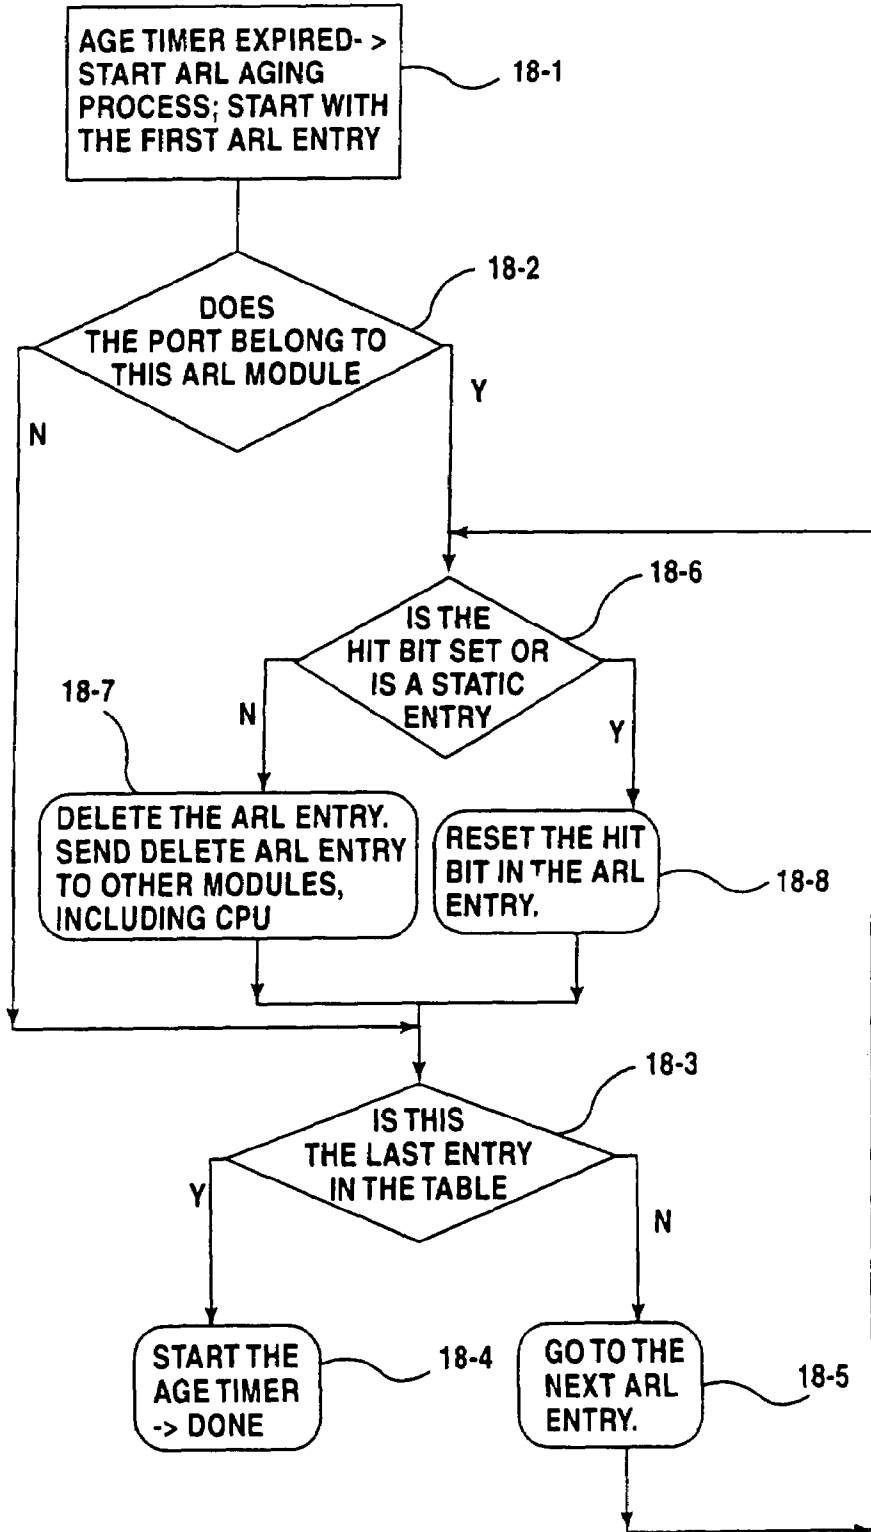 AGE TIMER EXPIRED- >
START ARL AGING
PROCESS; START WITH
THE FIRST ARL ENTRY
18-1
18-2
DOES
THE PORT BELONG TO
THIS ARL MODULE
Y
N
18-6
IS THE
HIT BIT SET OR
IS A STATIC
ENTRY
18-7
N
Y
DELETE THE ARL ENTRY.
SEND DELETE ARL ENTRY
TO OTHER MODULES,
INCLUDING CPU
RESET THE HIT
BIT IN THE ARL
ENTRY.
18-8
18-3
IS THIS
THE LAST ENTRY
IN THE TABLE
Y
N
START THE
AGE TIMER
-> DONE
18-4
GO TO THE
NEXT ARL
ENTRY.
18-5